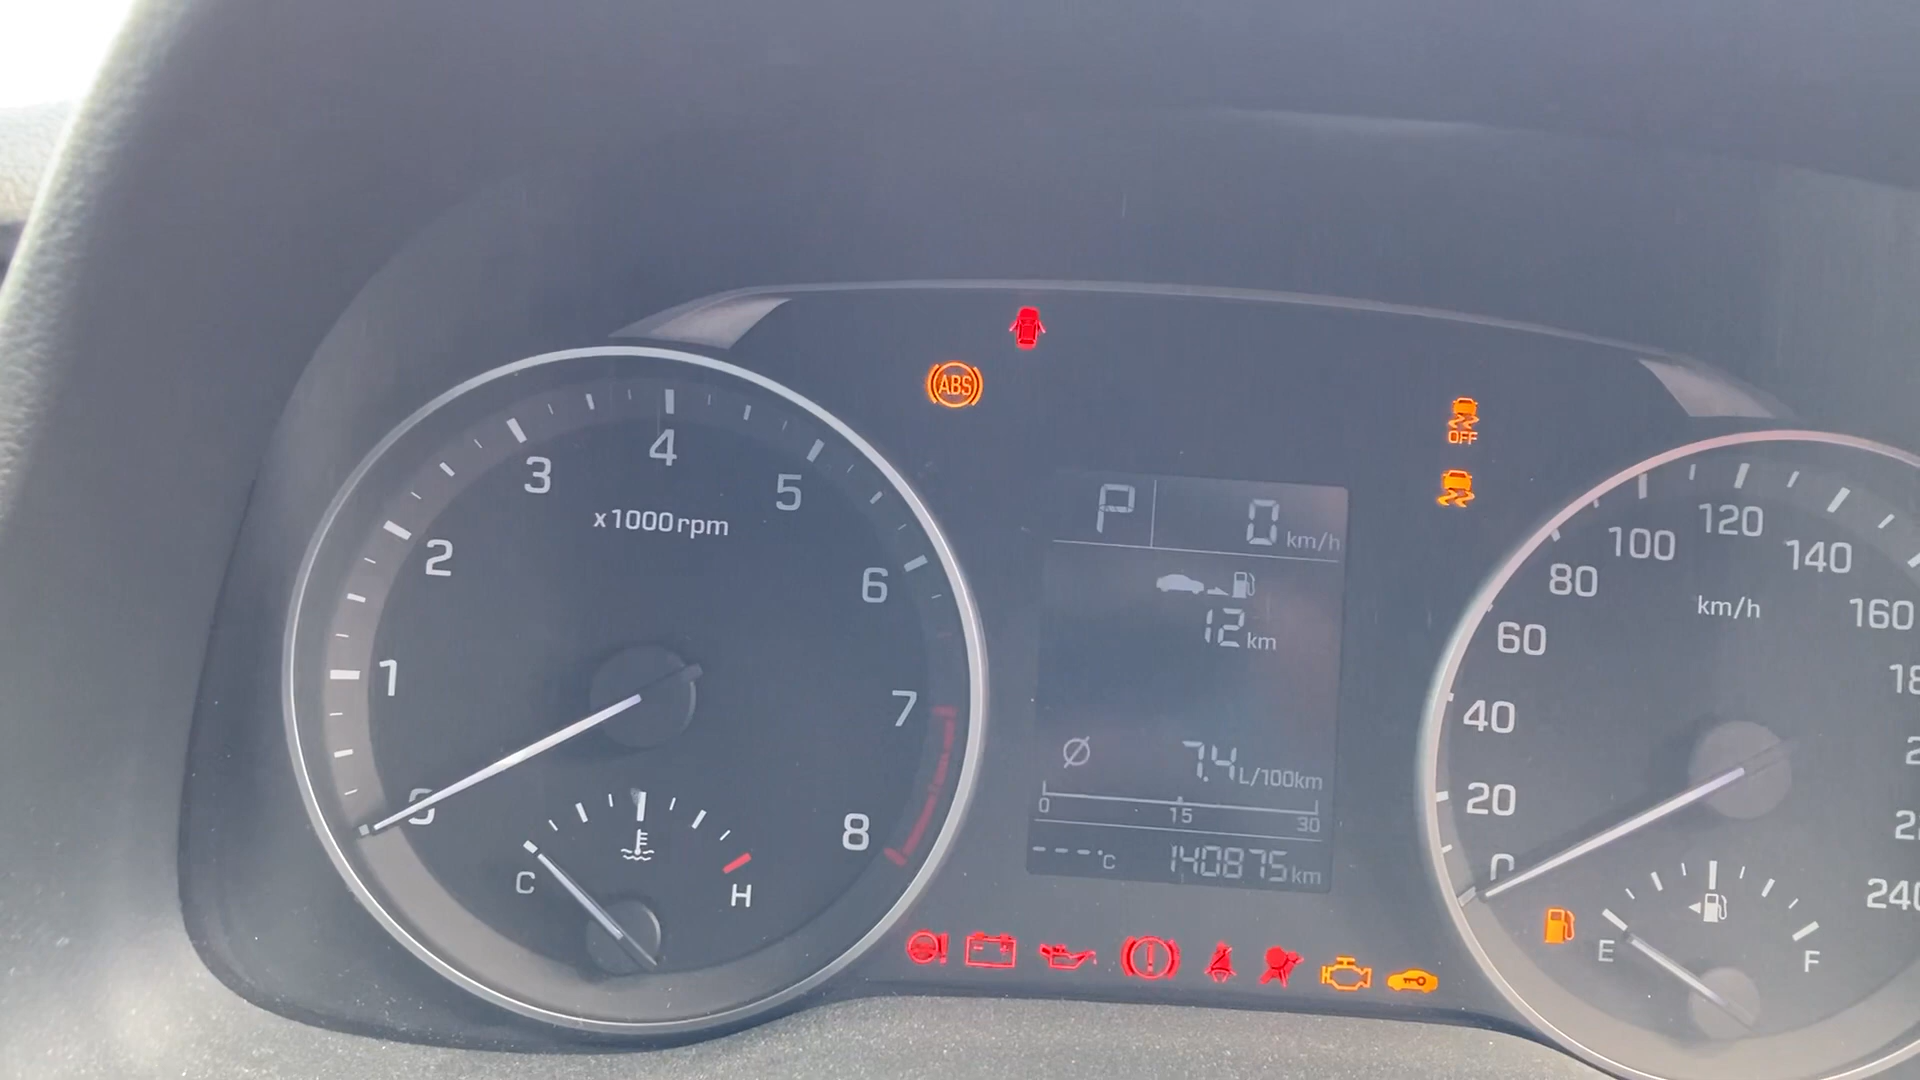 ABS
OFF
4
3
5
x1000rpm
2
6
1
7
0
8
C
H
P
0 km/h
12 km
Ø 7.4 L/100km
0 15 30
----°C 140875 km
120
100
140
80
km/h
160
60
40
20
0
240
E
F